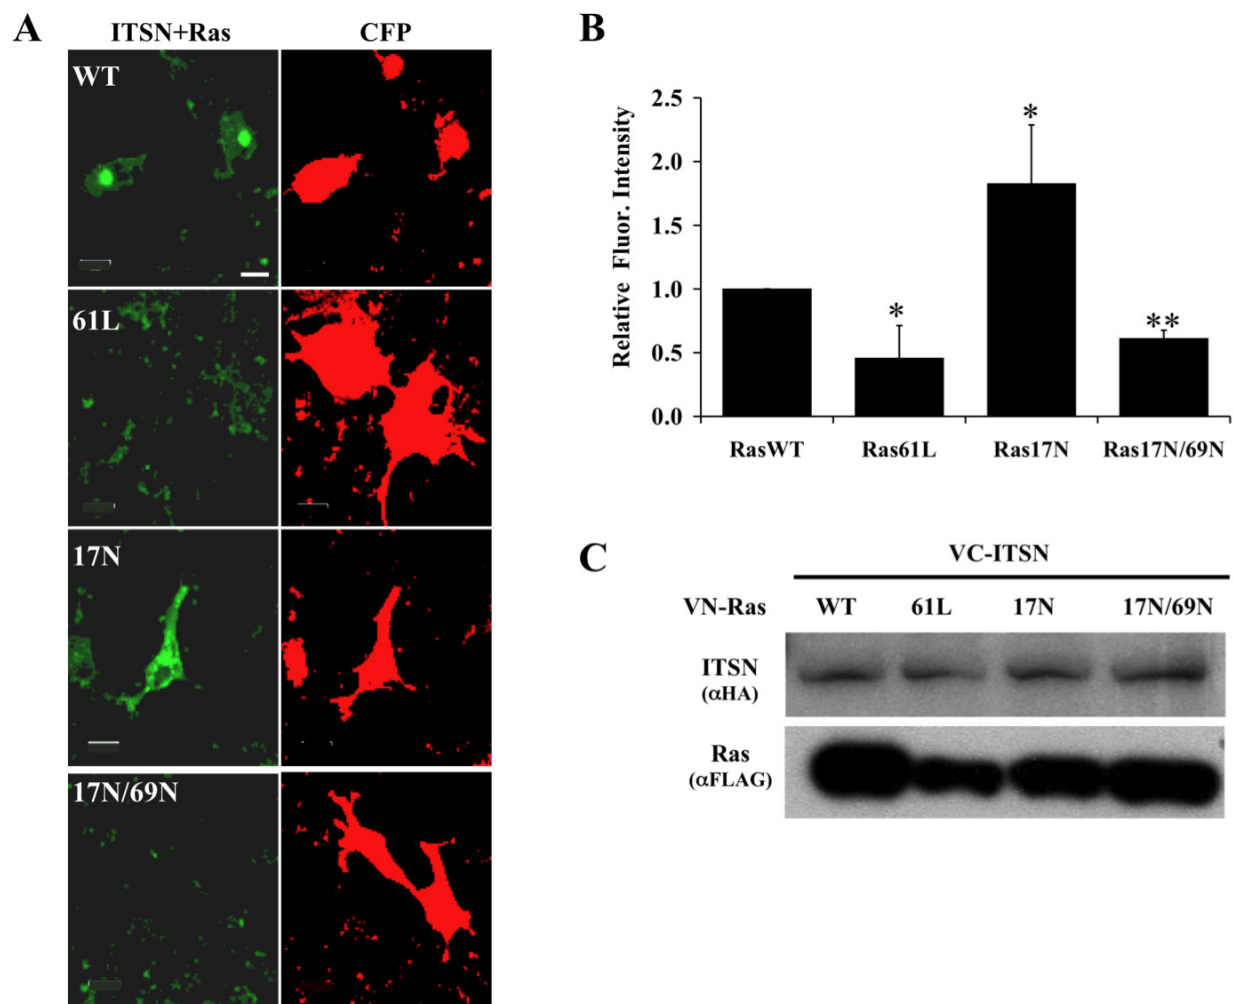 A
ITSN+Ras
CFP
WT
61L
17N
17N/69N
B
Relative Fluor. Intensity
2.5
2.0
1.5
1.0
0.5
0.0
*
*
**
RasWT
Ras61L
Ras17N
Ras17N/69N
C
VC-ITSN
VN-Ras
WT
61L
17N
17N/69N
ITSN
(αHA)
Ras
(αFLAG)